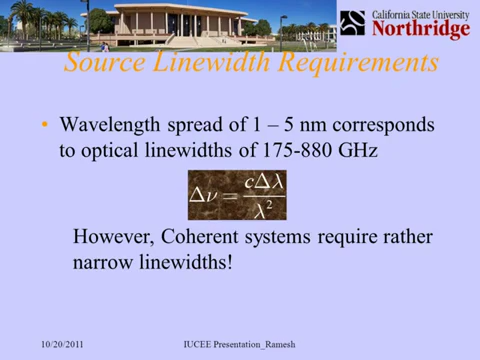 California State University
Northridge
Source Linewidth Requirements
• Wavelength spread of 1 – 5 nm corresponds
to optical linewidths of 175-880 GHz
Δν = cΔλ / λ²
However, Coherent systems require rather
narrow linewidths!
10/20/2011 IUCEE Presentation_Ramesh